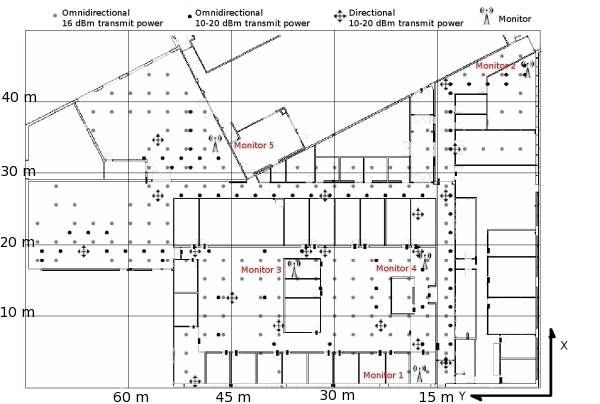 Omnidirectional
16 dBm transmit power
Omnidirectional
10-20 dBm transmit power
Directional
10-20 dBm transmit power
Monitor
Monitor 2
40 m
Monitor 5
30 m
20 m
Monitor 3
Monitor 4
10 m
Monitor 1
X
60 m
45 m
30 m
15 m
Y